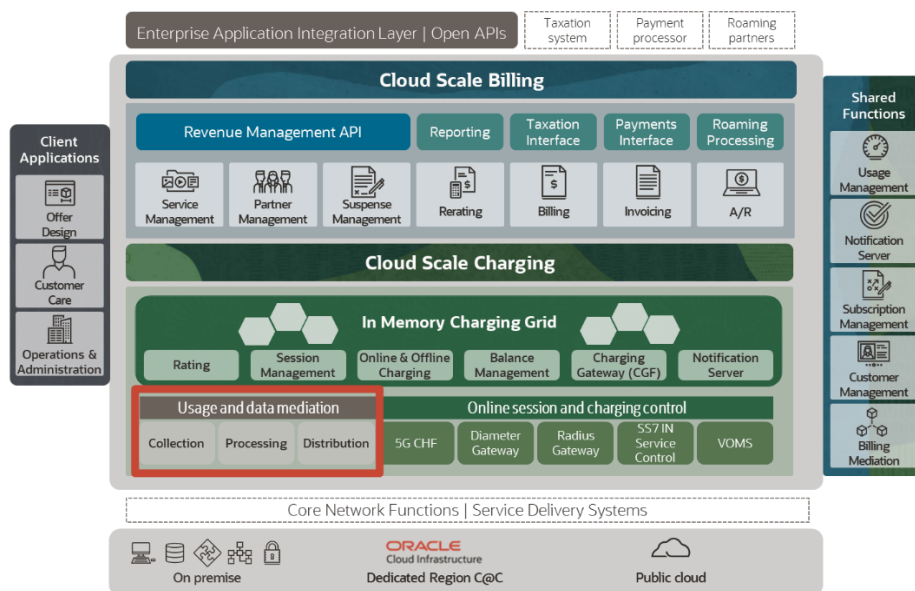 Enterprise Application Integration Layer | Open APIs
Taxation
system
Payment
processor
Roaming
partners
Cloud Scale Billing
Revenue Management API
Reporting
Taxation
Interface
Payments
Interface
Roaming
Processing
Service
Management
Partner
Management
Suspense
Management
Rerating
Billing
Invoicing
A/R
Client
Applications
Offer
Design
Customer
Care
Operations &
Administration
Cloud Scale Charging
In Memory Charging Grid
Rating
Session
Management
Online & Offline
Charging
Balance
Management
Charging
Gateway (CGF)
Notification
Server
Usage and data mediation
Collection
Processing
Distribution
Online session and charging control
5G CHF
Diameter
Gateway
Radius
Gateway
SS7 IN
Service
Control
VOMS
Shared
Functions
Usage
Management
Notification
Server
Subscription
Management
Customer
Management
Billing
Mediation
Core Network Functions | Service Delivery Systems
On premise
ORACLE
Cloud Infrastructure
Dedicated Region C@C
Public cloud